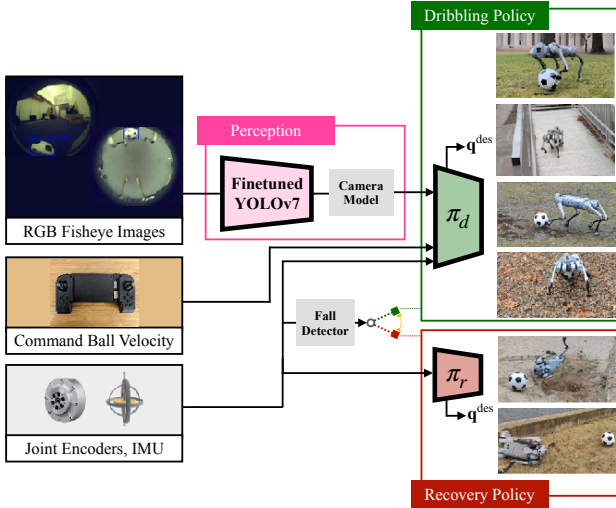 Dribbling Policy
Perception
q^des
Finetuned
YOLOv7
Camera
Model
π_d
RGB Fisheye Images
Command Ball Velocity
Fall
Detector
π_r
q^des
Joint Encoders, IMU
Recovery Policy